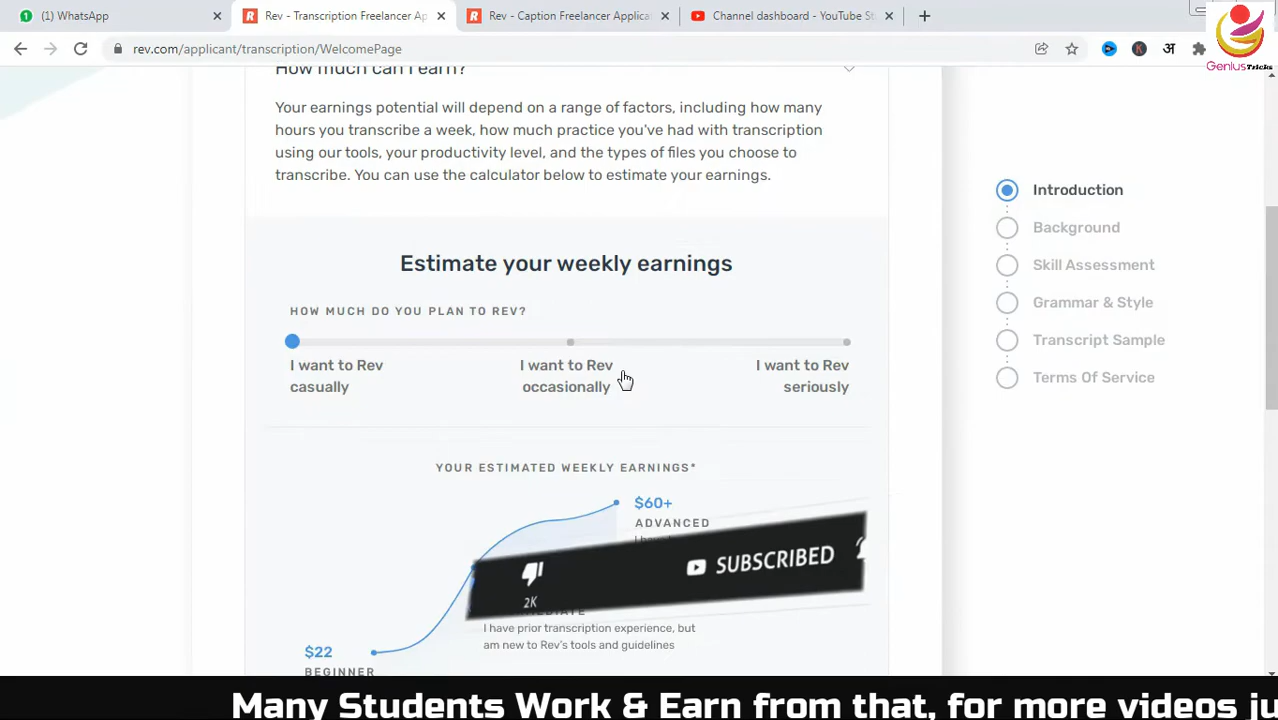 (1) WhatsApp
Rev - Transcription Freelancer Ap
Rev - Caption Freelancer Applica
Channel dashboard - YouTube St
rev.com/applicant/transcription/WelcomePage
K
अ
Genius Tricks
How much can I earn?
Your earnings potential will depend on a range of factors, including how many
hours you transcribe a week, how much practice you've had with transcription
using our tools, your productivity level, and the types of files you choose to
transcribe. You can use the calculator below to estimate your earnings.
Introduction
Background
Skill Assessment
Grammar & Style
Transcript Sample
Terms Of Service
Estimate your weekly earnings
HOW MUCH DO YOU PLAN TO REV?
I want to Rev
casually
I want to Rev
occasionally
I want to Rev
seriously
YOUR ESTIMATED WEEKLY EARNINGS*
$60+
ADVANCED
SUBSCRIBED
2K
I have prior transcription experience, but
am new to Rev's tools and guidelines
$22
BEGINNER
Many Students Work & Earn from that, for more videos ju